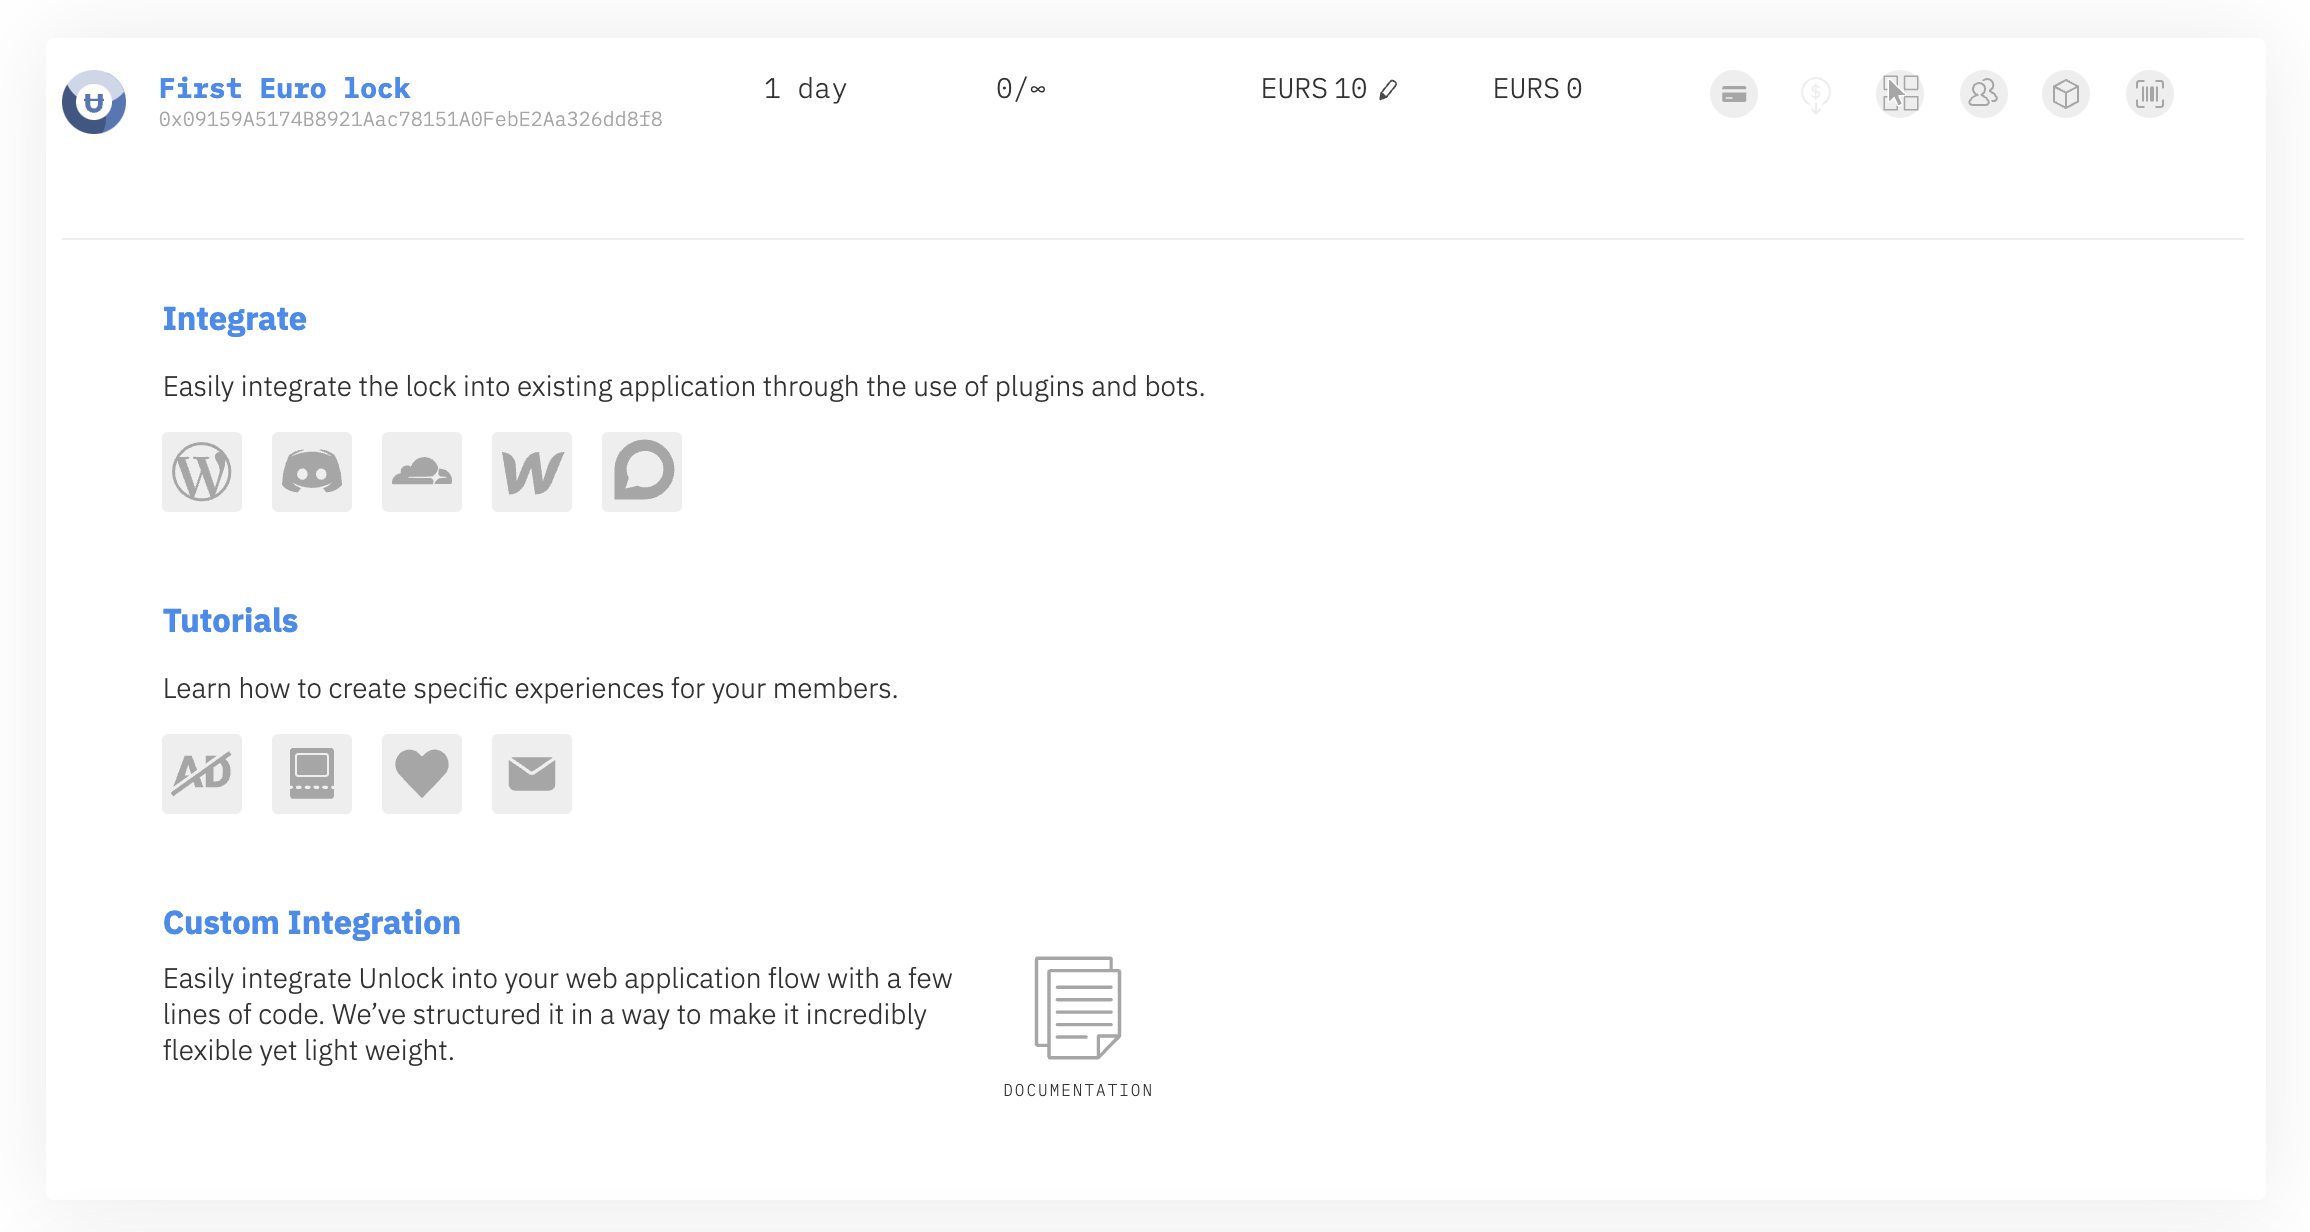 First Euro lock 1 day 0/∞ EURS 10 EURS 0
0x09159A5174B8921Aac78151A0FebE2Aa326dd8f8
Integrate
Easily integrate the lock into existing application through the use of plugins and bots.
Tutorials
Learn how to create specific experiences for your members.
AD
Custom Integration
Easily integrate Unlock into your web application flow with a few
lines of code. We’ve structured it in a way to make it incredibly
flexible yet light weight.
DOCUMENTATION